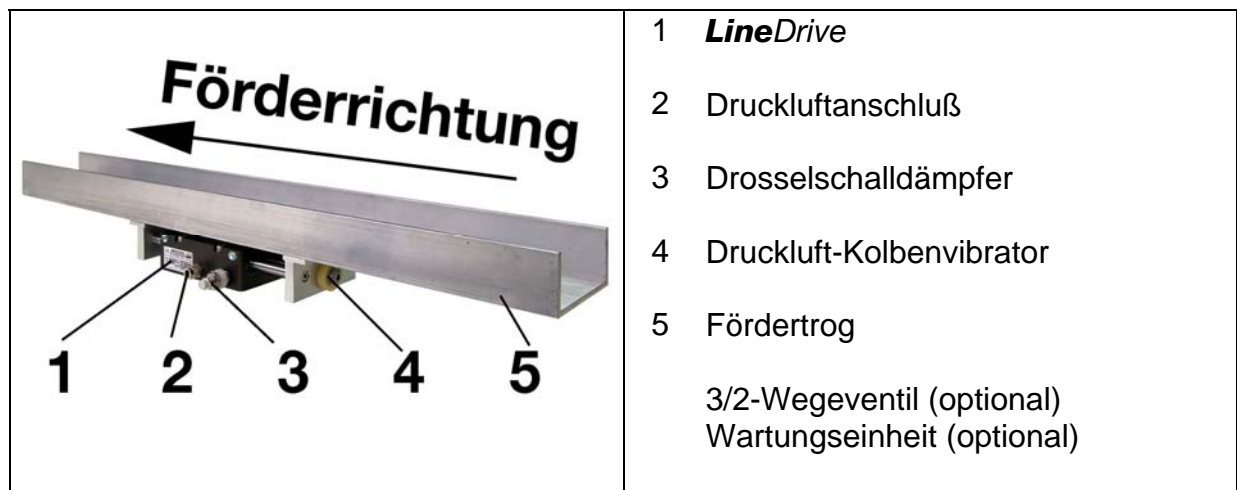 Förderrichtung
1 2 3 4 5
1 LineDrive
2 Druckluftanschluß
3 Drosselschalldämpfer
4 Druckluft-Kolbenvibrator
5 Fördertrog
3/2-Wegeventil (optional)
Wartungseinheit (optional)